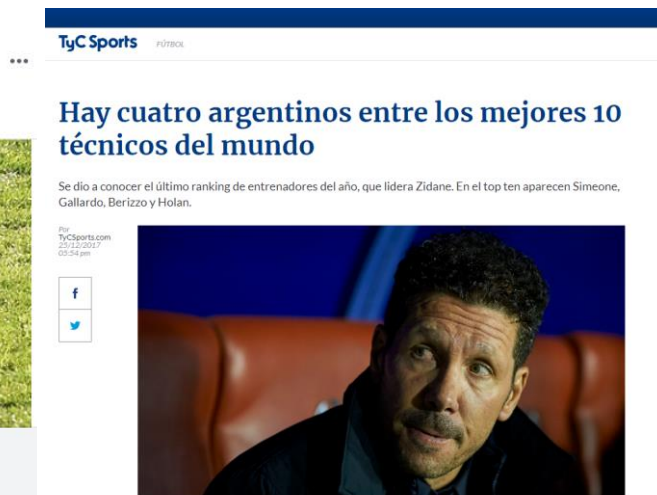 TyC Sports FÚTBOL
Hay cuatro argentinos entre los mejores 10
técnicos del mundo
Se dio a conocer el último ranking de entrenadores del año, que lidera Zidane. En el top ten aparecen Simeone,
Gallardo, Berizzo y Holan.
Por
TyCSports.com
25/12/2017
05:54 pm